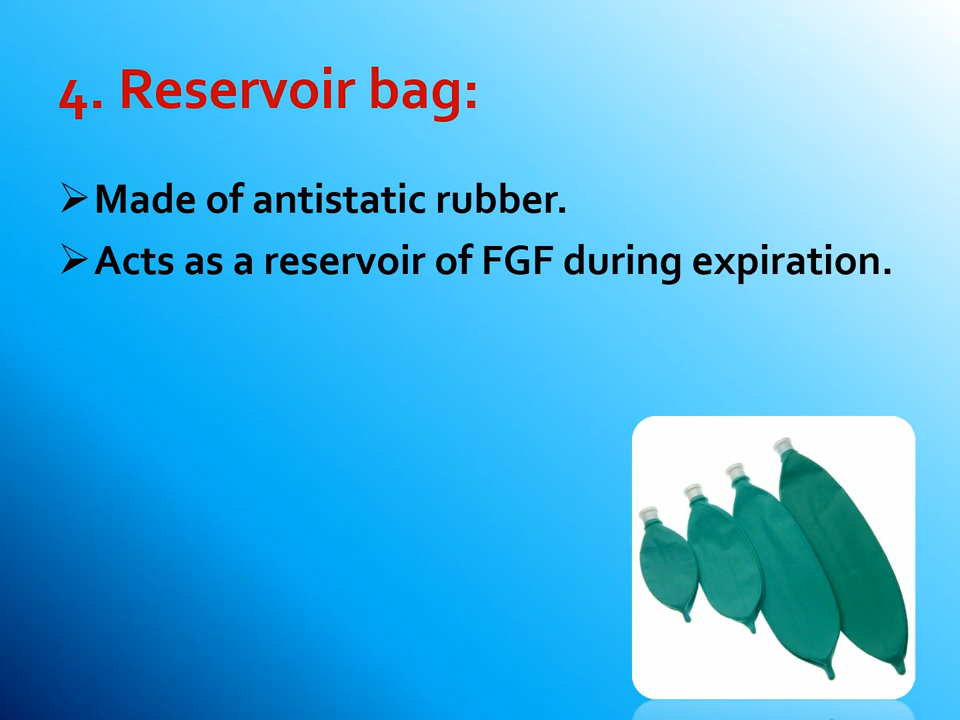 4. Reservoir bag:
➢Made of antistatic rubber.
➢Acts as a reservoir of FGF during expiration.